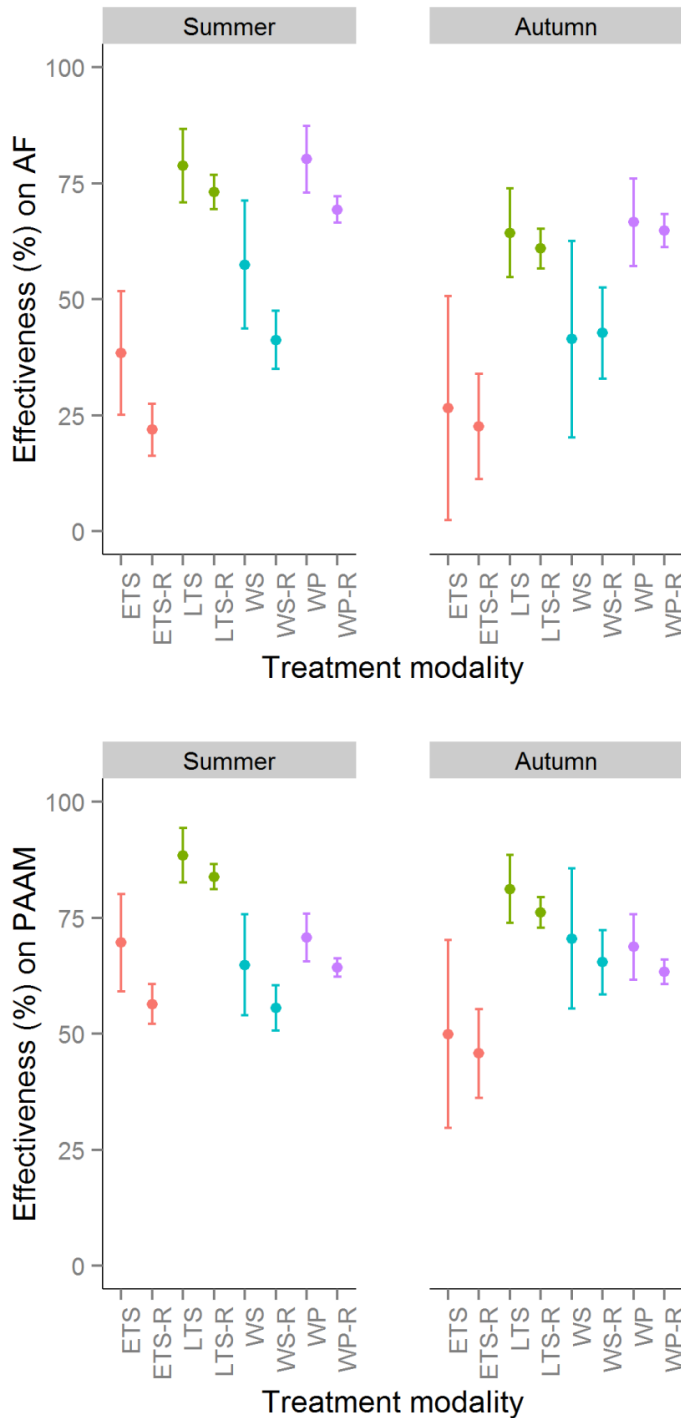 Summer Autumn
Effectiveness (%) on AF
100
75
50
25
0
ETS ETS-R LTS LTS-R WS WS-R WP WP-R ETS ETS-R LTS LTS-R WS WS-R WP WP-R
Treatment modality
Summer Autumn
Effectiveness (%) on PAAM
100
75
50
25
0
ETS ETS-R LTS LTS-R WS WS-R WP WP-R ETS ETS-R LTS LTS-R WS WS-R WP WP-R
Treatment modality